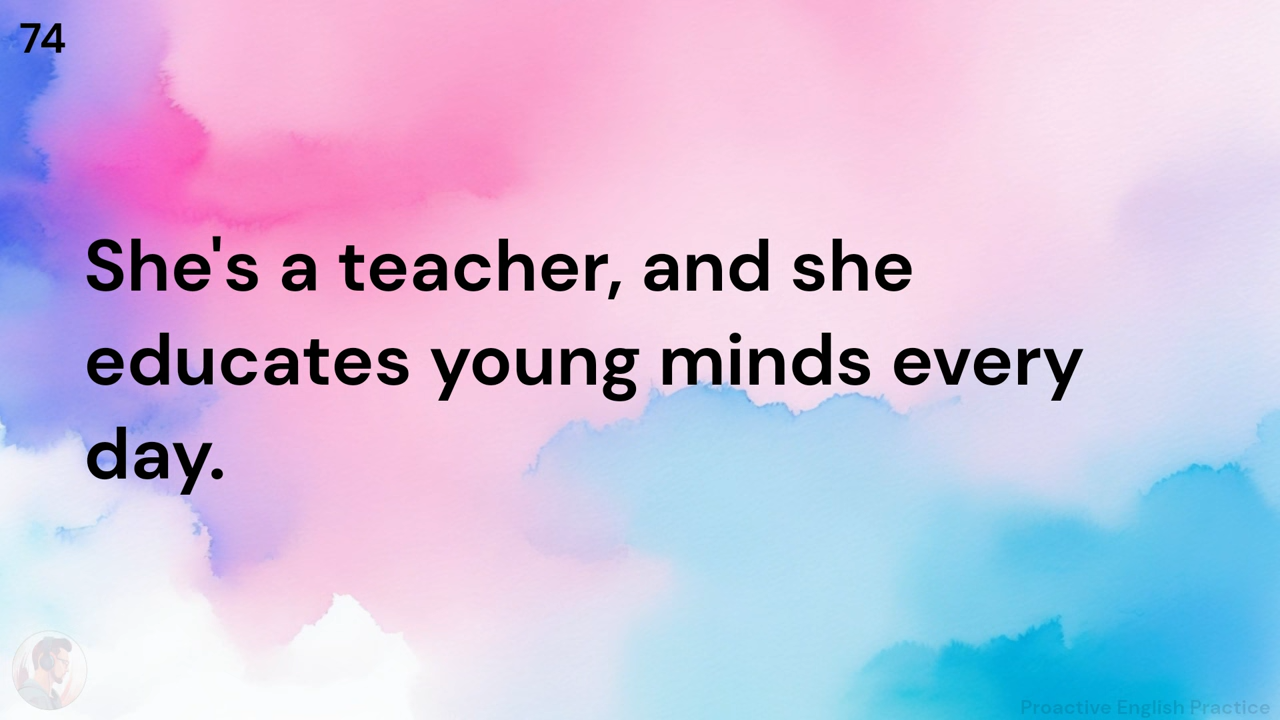 74
She's a teacher, and she
educates young minds every
day.
Proactive English Practice